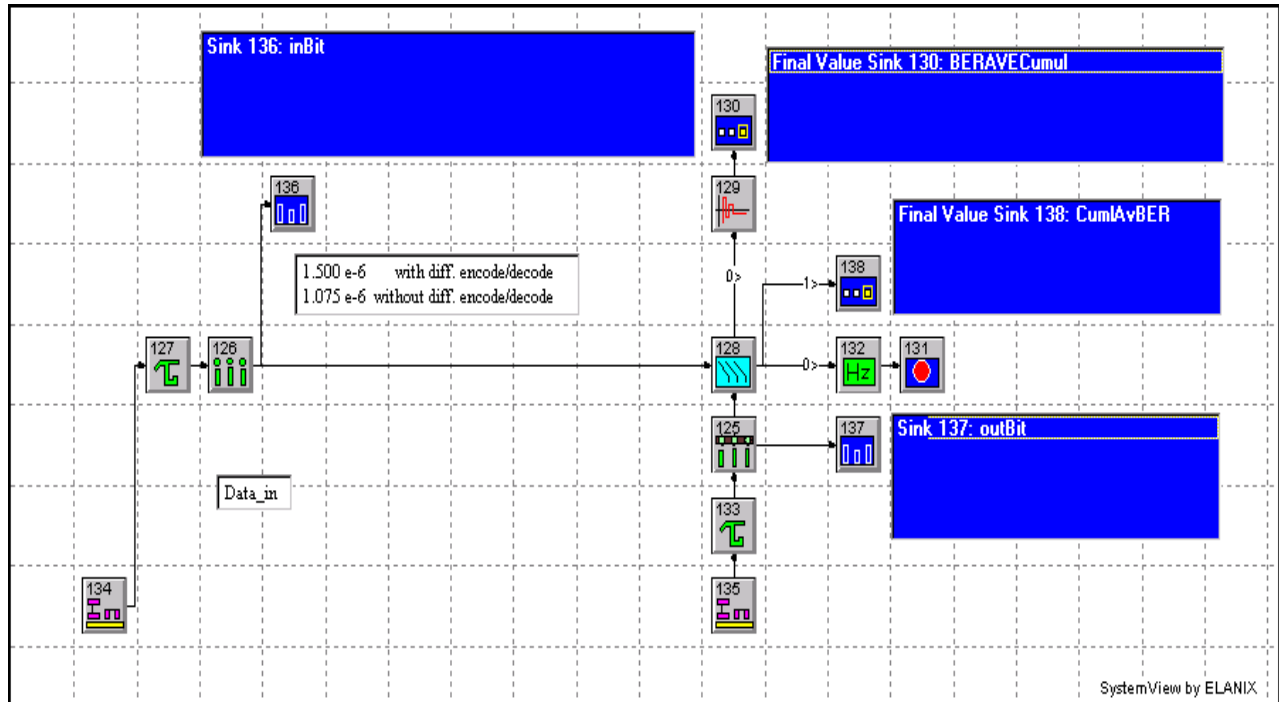 Sink 136: inBit
Final Value Sink 130: BERAVECumul
130
136
129
Final Value Sink 138: CumlAvBER
1.500 e-6 with diff. encode/decode
1.075 e-6 without diff. encode/decode
0>
138
1>
127
126
128
0>
132
Hz
131
125
137
Sink 137: outBit
Data_in
133
134
135
SystemView by ELANIX